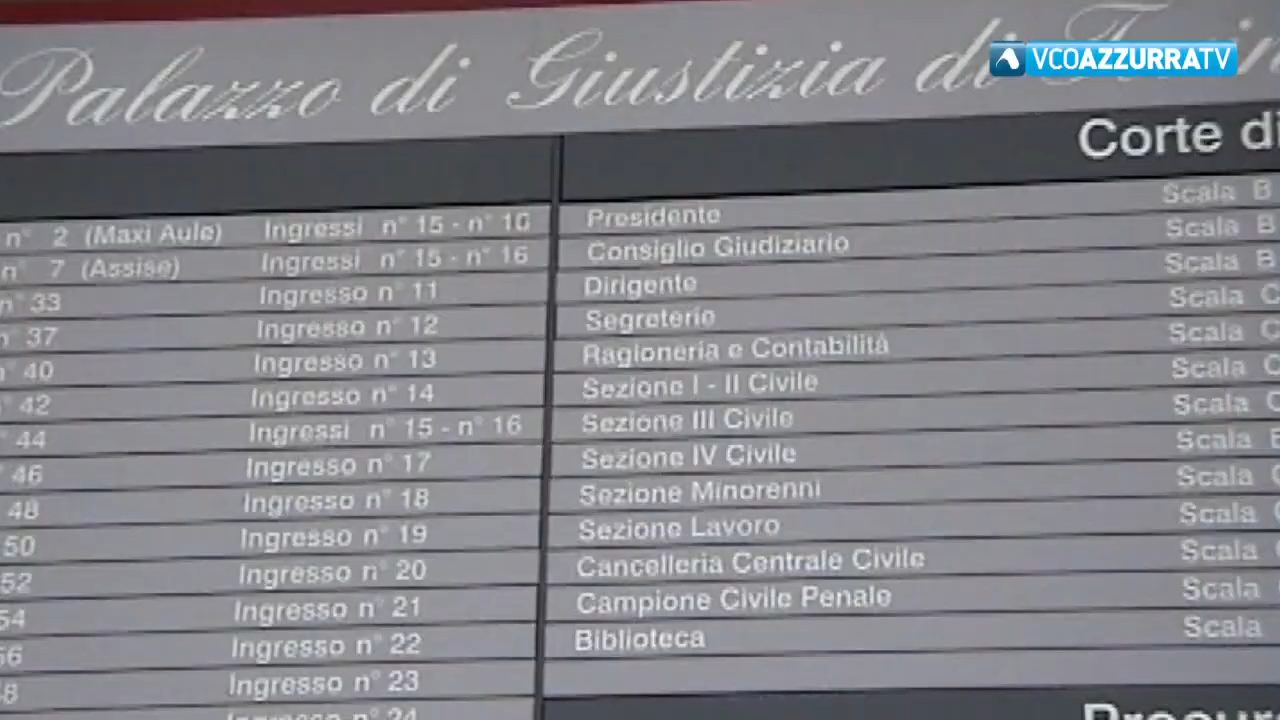 Palazzo di Giustizia di Torin
VCOAZZURRATV
Corte di
n° 2 (Maxi Aule) Ingressi n° 15 - n° 16
n° 7 (Assise) Ingressi n° 15 - n° 16
n° 33 Ingresso n° 11
n° 37 Ingresso n° 12
n° 40 Ingresso n° 13
n° 42 Ingresso n° 14
44 Ingressi n° 15 - n° 16
46 Ingresso n° 17
48 Ingresso n° 18
50 Ingresso n° 19
52 Ingresso n° 20
54 Ingresso n° 21
56 Ingresso n° 22
Ingresso n° 23
Ingresso n° 24
Presidente Scala B
Consiglio Giudiziario Scala B
Dirigente Scala B
Segreterie Scala C
Ragioneria e Contabilità Scala C
Sezione I - II Civile Scala C
Sezione III Civile Scala C
Sezione IV Civile Scala
Sezione Minorenni Scala
Sezione Lavoro Scala
Cancelleria Centrale Civile Scala
Campione Civile Penale Scala
Biblioteca Scala